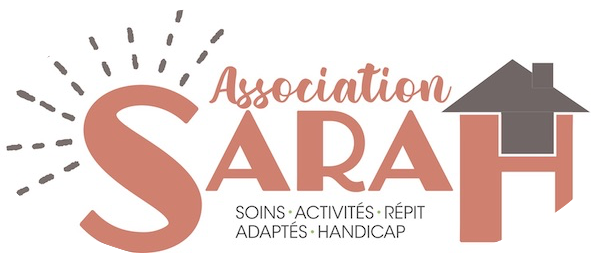 Association
SARAH
SOINS · ACTIVITÉS · RÉPIT
ADAPTÉS · HANDICAP